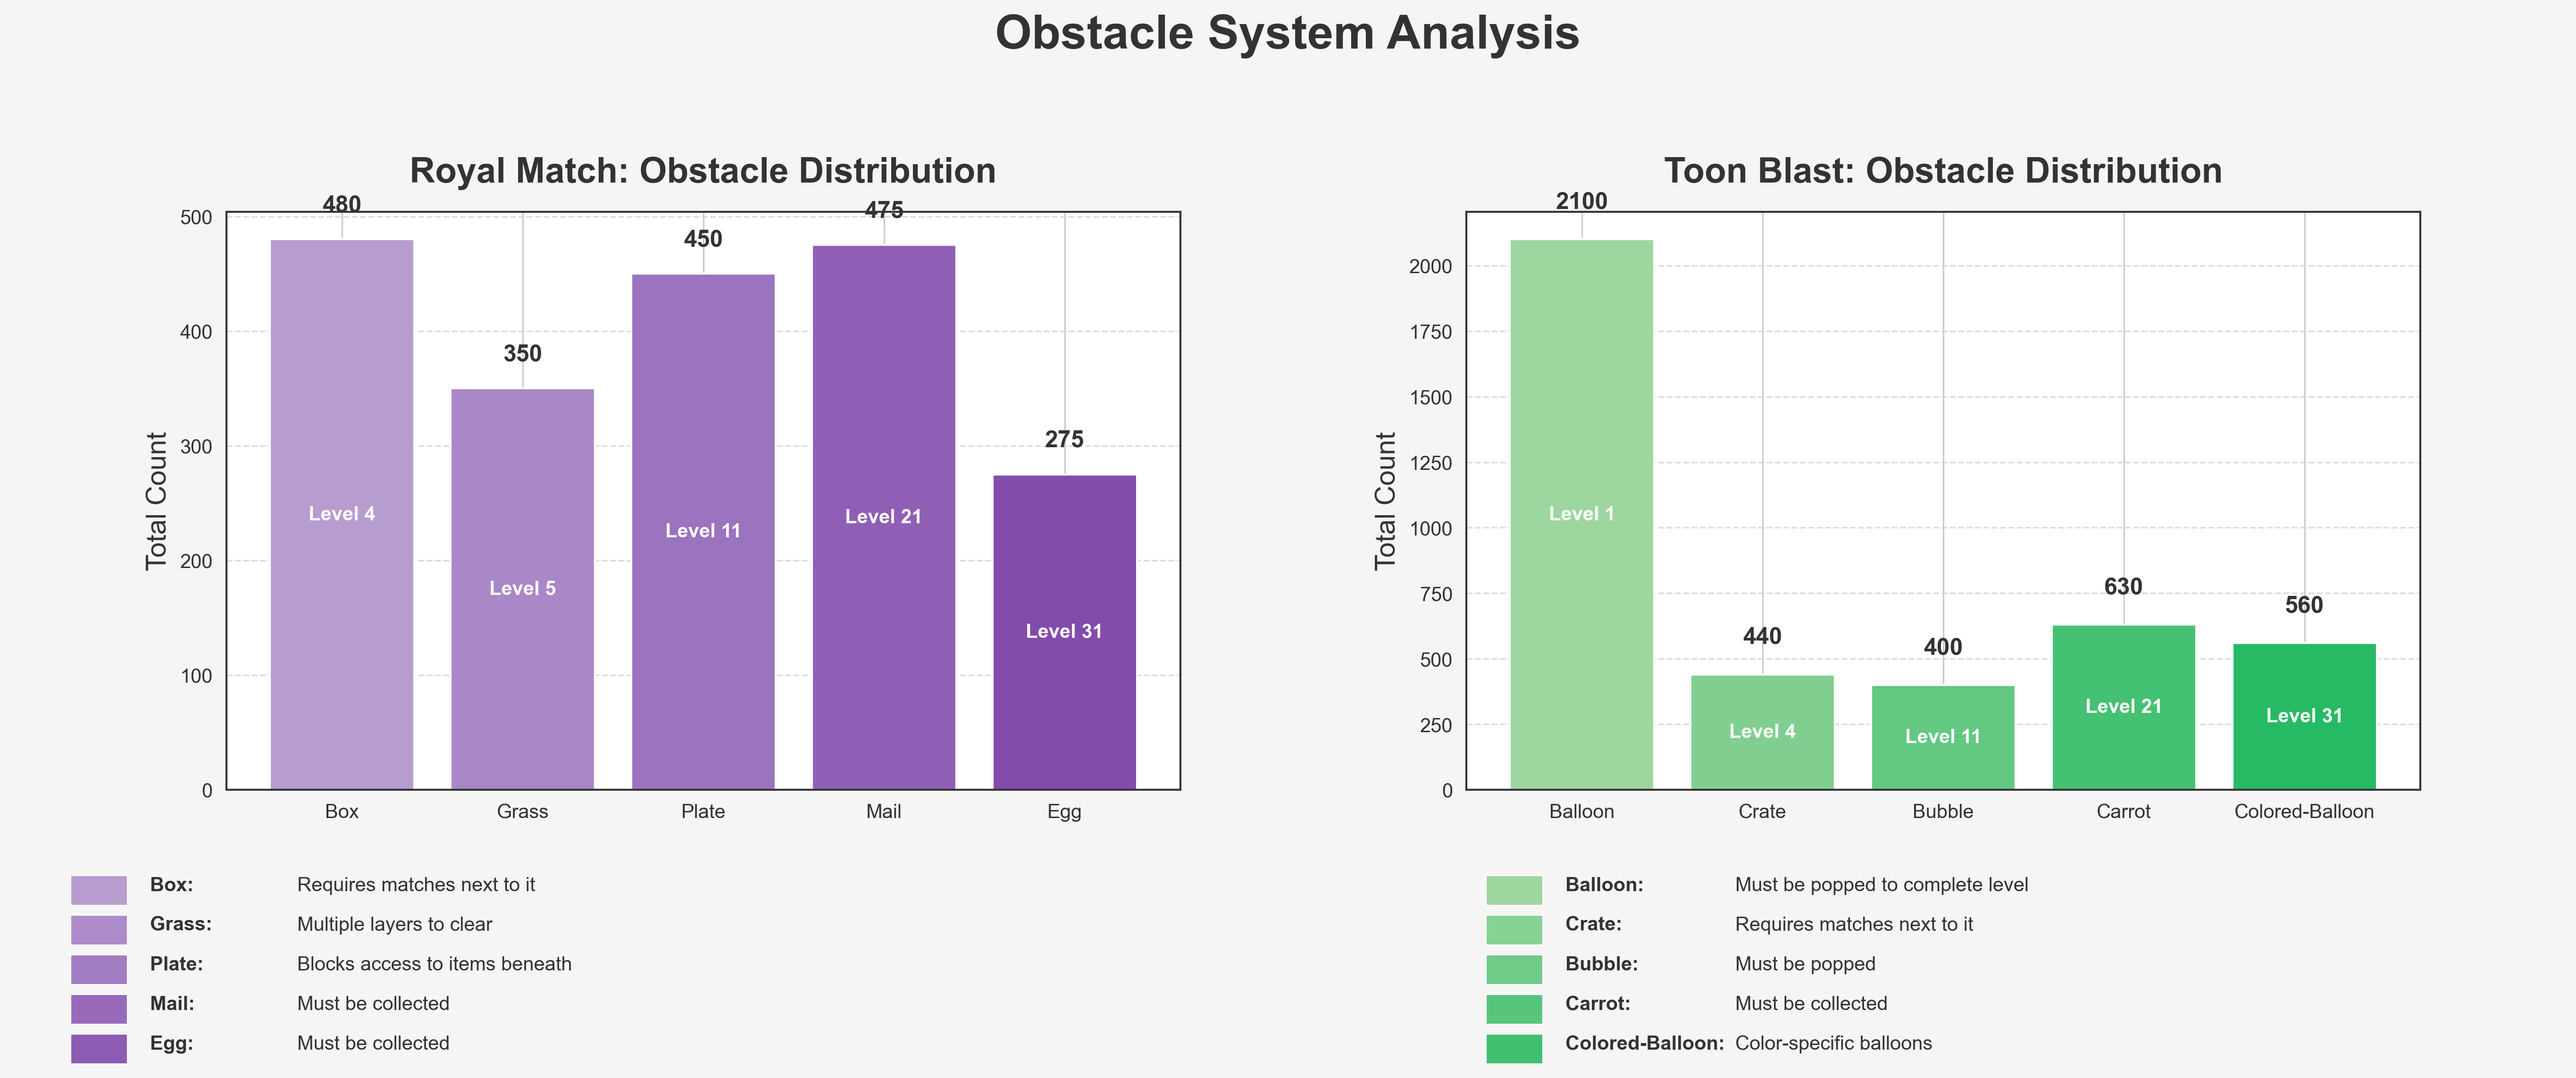 Obstacle System Analysis
Royal Match: Obstacle Distribution
480
475
450
350
275
500
400
300
200
100
0
Total Count
Level 4
Level 5
Level 11
Level 21
Level 31
Box
Grass
Plate
Mail
Egg
Box: Requires matches next to it
Grass: Multiple layers to clear
Plate: Blocks access to items beneath
Mail: Must be collected
Egg: Must be collected
Toon Blast: Obstacle Distribution
2100
440
400
630
560
2000
1750
1500
1250
1000
750
500
250
0
Total Count
Level 1
Level 4
Level 11
Level 21
Level 31
Balloon
Crate
Bubble
Carrot
Colored-Balloon
Balloon: Must be popped to complete level
Crate: Requires matches next to it
Bubble: Must be popped
Carrot: Must be collected
Colored-Balloon: Color-specific balloons